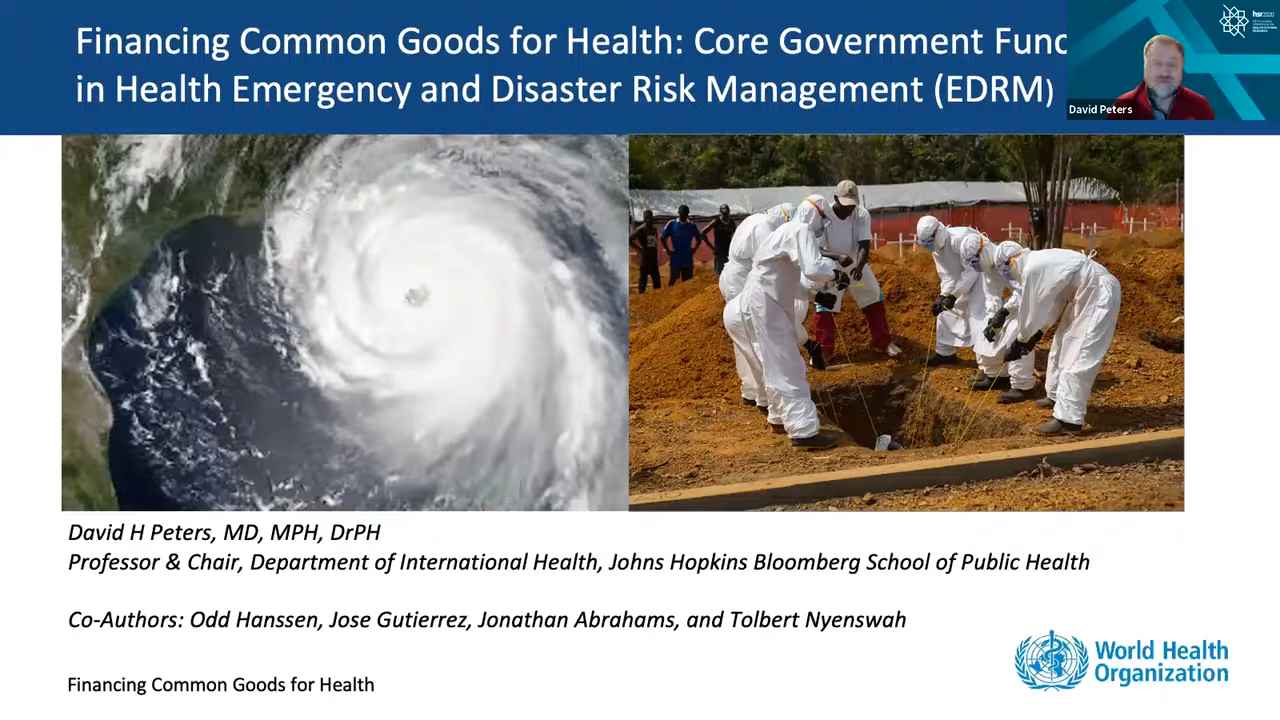 Financing Common Goods for Health: Core Government Func
in Health Emergency and Disaster Risk Management (EDRM)
hsr2020
David Peters
David H Peters, MD, MPH, DrPH
Professor & Chair, Department of International Health, Johns Hopkins Bloomberg School of Public Health
Co-Authors: Odd Hanssen, Jose Gutierrez, Jonathan Abrahams, and Tolbert Nyenswah
World Health
Organization
Financing Common Goods for Health